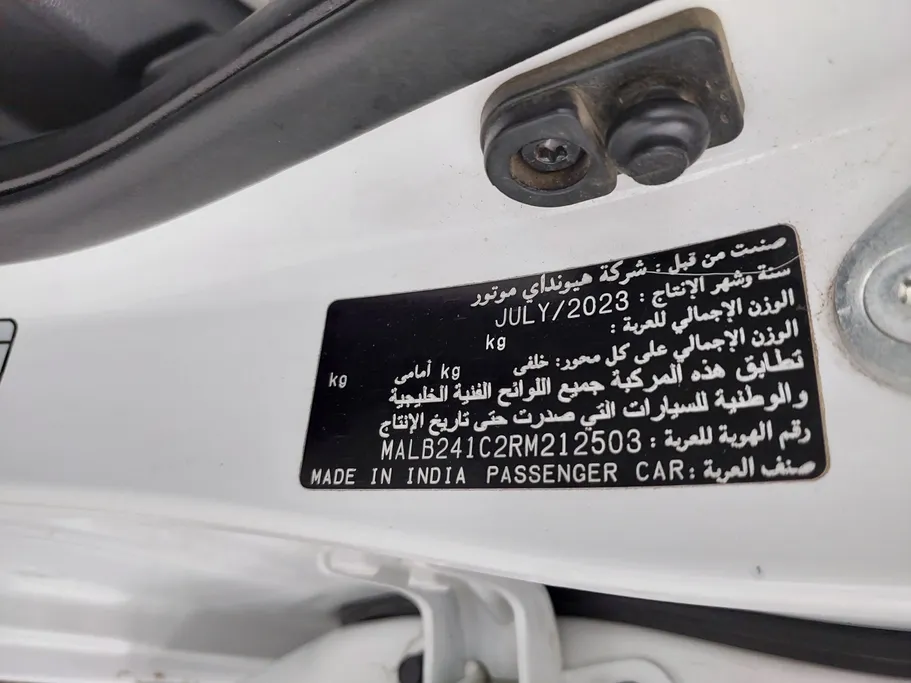 صنعت من قبل : شركة هيونداي موتور
سنة وشهر الإنتاج : JULY/2023
الوزن الإجمالي للعربة : kg
الوزن الإجمالي على كل محور: خلفى kg أمامى kg
تطابق هذه المركبة جميع اللوائح الفنية الخليجية
والوطنية للسيارات التي صدرت حتى تاريخ الإنتاج
رقم الهوية للعربة : MALB241C2RM212503
صنف العربة : MADE IN INDIA PASSENGER CAR